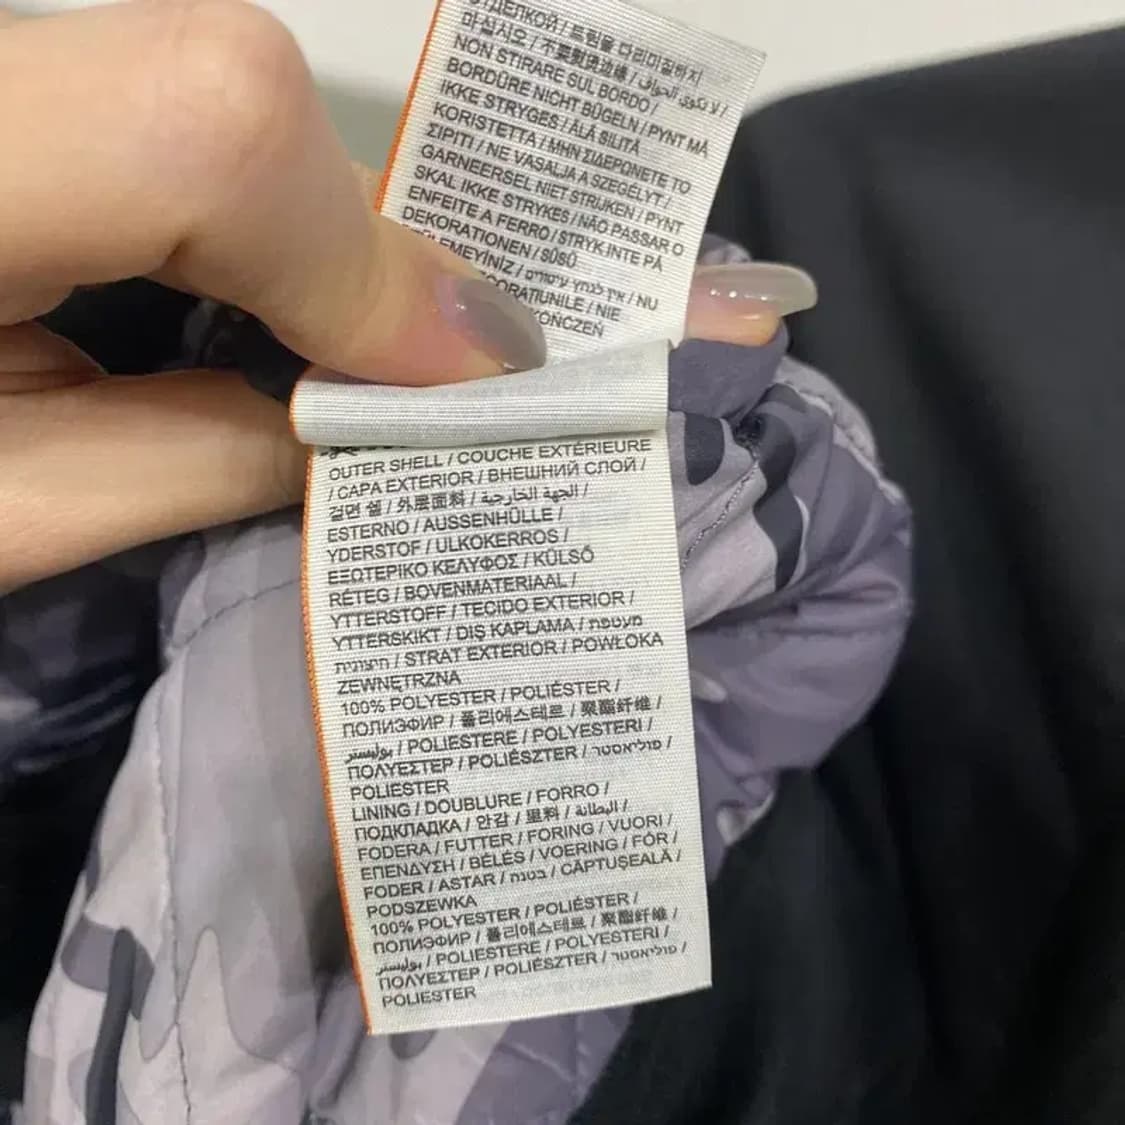 ОТДЕЛКОЙ / 트림을 다리미질하지
마십시오 / 不要熨烫边缘 / لا تكوى الحواف /
NON STIRARE SUL BORDO /
BORDÜRE NICHT BÜGELN / PYNT MÅ
IKKE STRYGES / ÄLÄ SILITÄ
KORISTETTA / ΜΗΝ ΣΙΔΕΡΩΝΕΤΕ ΤΟ
ΣΙΡΙΤΙ / NE VASALJA A SZEGÉLYT /
GARNEERSEL NIET STRIJKEN / PYNT
SKAL IKKE STRYKES / NÃO PASSAR O
ENFEITE A FERRO / STRYK INTE PÅ
DEKORATIONEN / SÜSÜ
ÜTÜLEMEYİNİZ / אין לגהץ עיטורים / NU
DECORAȚIUNILE / NIE
WYKOŃCZEŃ
OUTER SHELL / COUCHE EXTÉRIEURE
/ CAPA EXTERIOR / ВНЕШНИЙ СЛОЙ /
겉면 쉘 / 外层面料 / الجهة الخارجية /
ESTERNO / AUSSENHÜLLE /
YDERSTOF / ULKOKERROS /
ΕΞΩΤΕΡΙΚΟ ΚΕΛΥΦΟΣ / KÜLSŐ
RÉTEG / BOVENMATERIAAL /
YTTERSTOFF / TECIDO EXTERIOR /
YTTERSKIKT / DIŞ KAPLAMA / מעטפת
חיצונית / STRAT EXTERIOR / POWŁOKA
ZEWNĘTRZNA
100% POLYESTER / POLIÉSTER /
ПОЛИЭФИР / 폴리에스테르 / 聚酯纤维 /
بوليستر / POLIESTERE / POLYESTERI /
ΠΟΛΥΕΣΤΕΡ / POLIÉSZTER / פוליאסטר /
POLIESTER
LINING / DOUBLURE / FORRO /
ПОДКЛАДКА / 안감 / 里料 / البطانة /
FODERA / FUTTER / FORING / VUORI /
ΕΠΕΝΔΥΣΗ / BÉLÉS / VOERING / FÓR /
FODER / ASTAR / בטנה / CĂPTUȘEALĂ /
PODSZEWKA
100% POLYESTER / POLIÉSTER /
ПОЛИЭФИР / 폴리에스테르 / 聚酯纤维 /
بوليستر / POLIESTERE / POLYESTERI /
ΠΟΛΥΕΣΤΕΡ / POLIÉSZTER / פוליאסטר /
POLIESTER